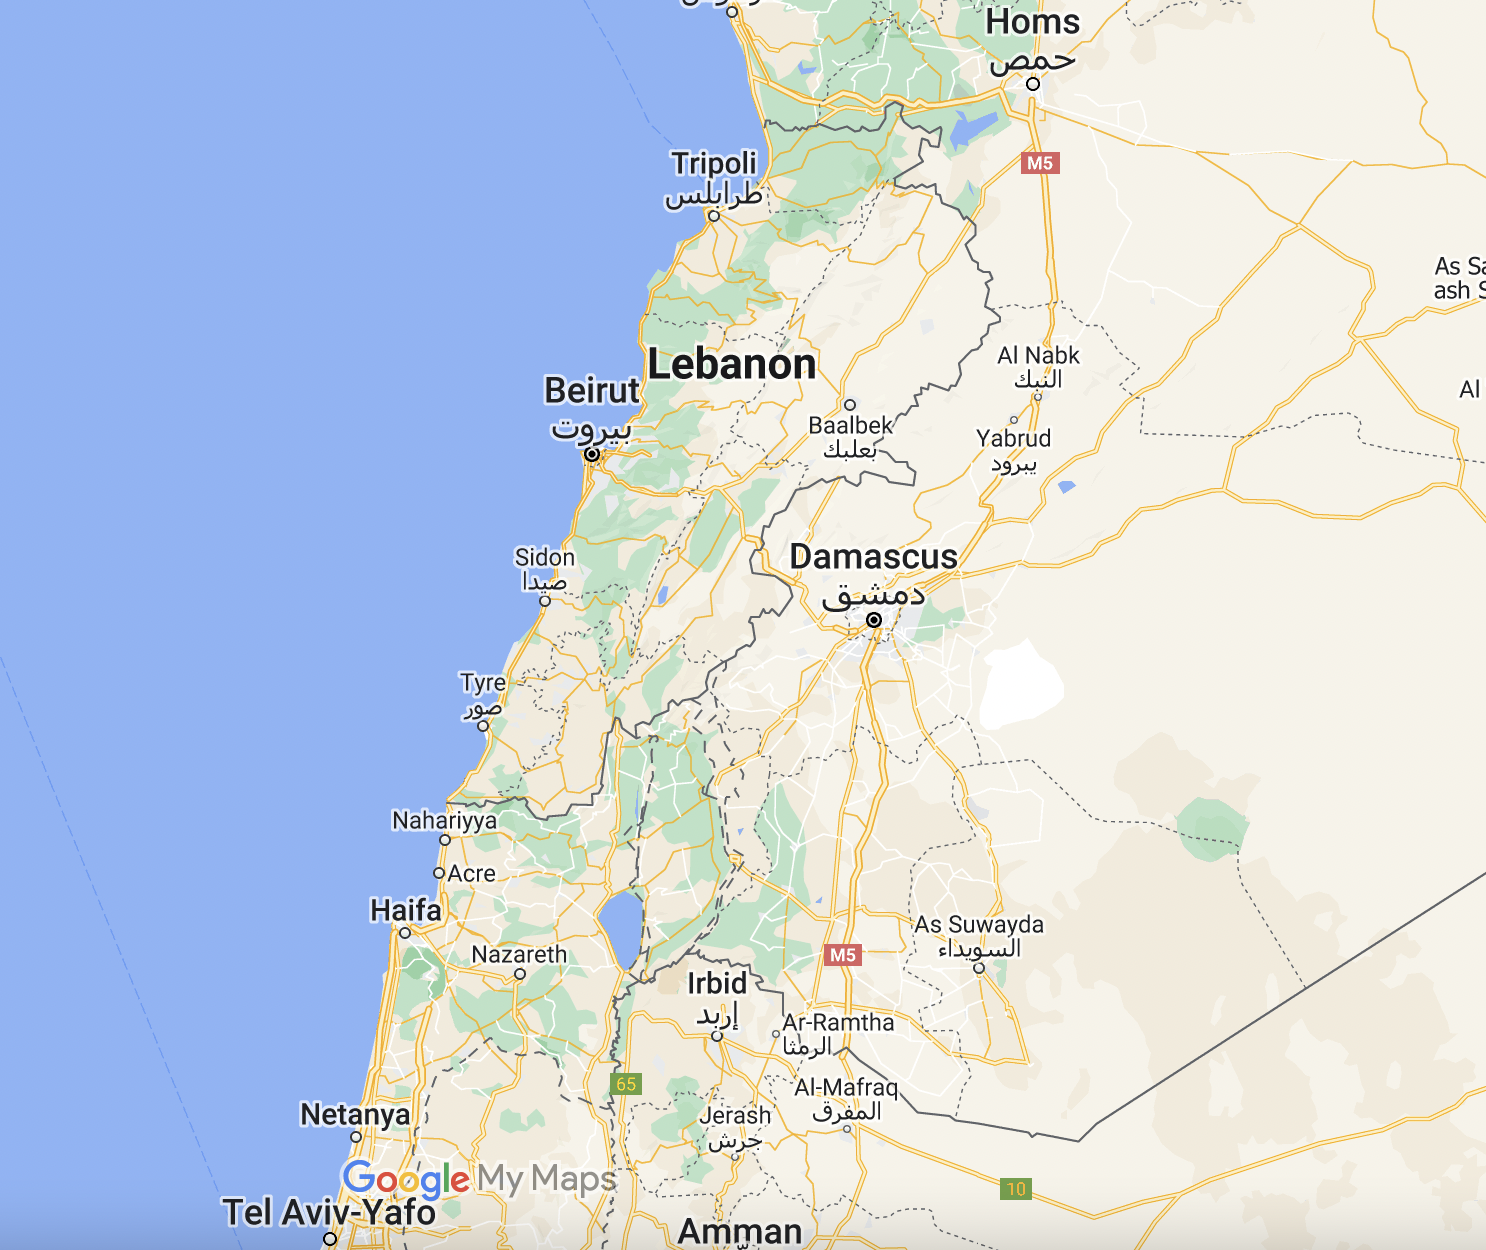 Homs
حمص
M5
Tripoli
طرابلس
As Sa
ash S
Lebanon
Al Nabk
النبك
Beirut
بيروت
Al
Baalbek
بعلبك
Yabrud
يبرود
Damascus
دمشق
Sidon
صيدا
Tyre
صور
Nahariyya
Acre
Haifa
As Suwayda
السويداء
Nazareth
M5
Irbid
إربد
Ar-Ramtha
الرمثا
65
Al-Mafraq
المفرق
Netanya
Jerash
جرش
Google My Maps
10
Tel Aviv-Yafo
Amman